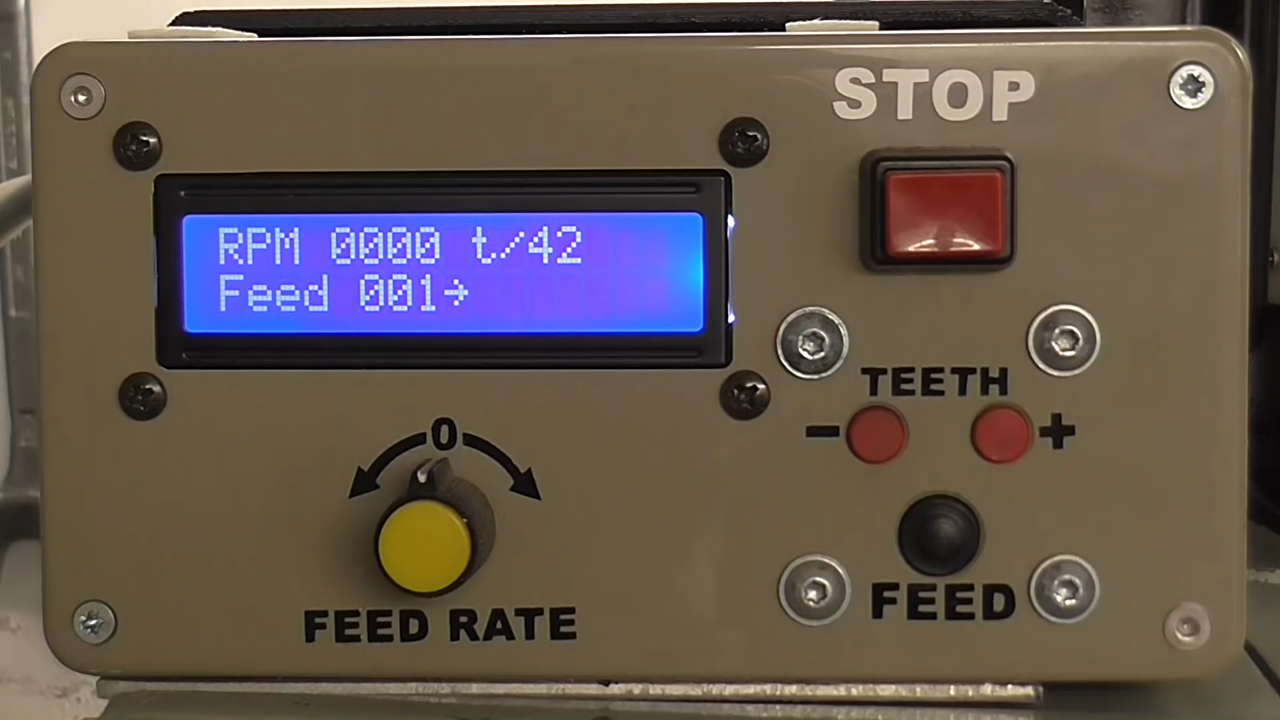 STOP
RPM 0000 t/42
Feed 001→
TEETH
- +
0
FEED
FEED RATE